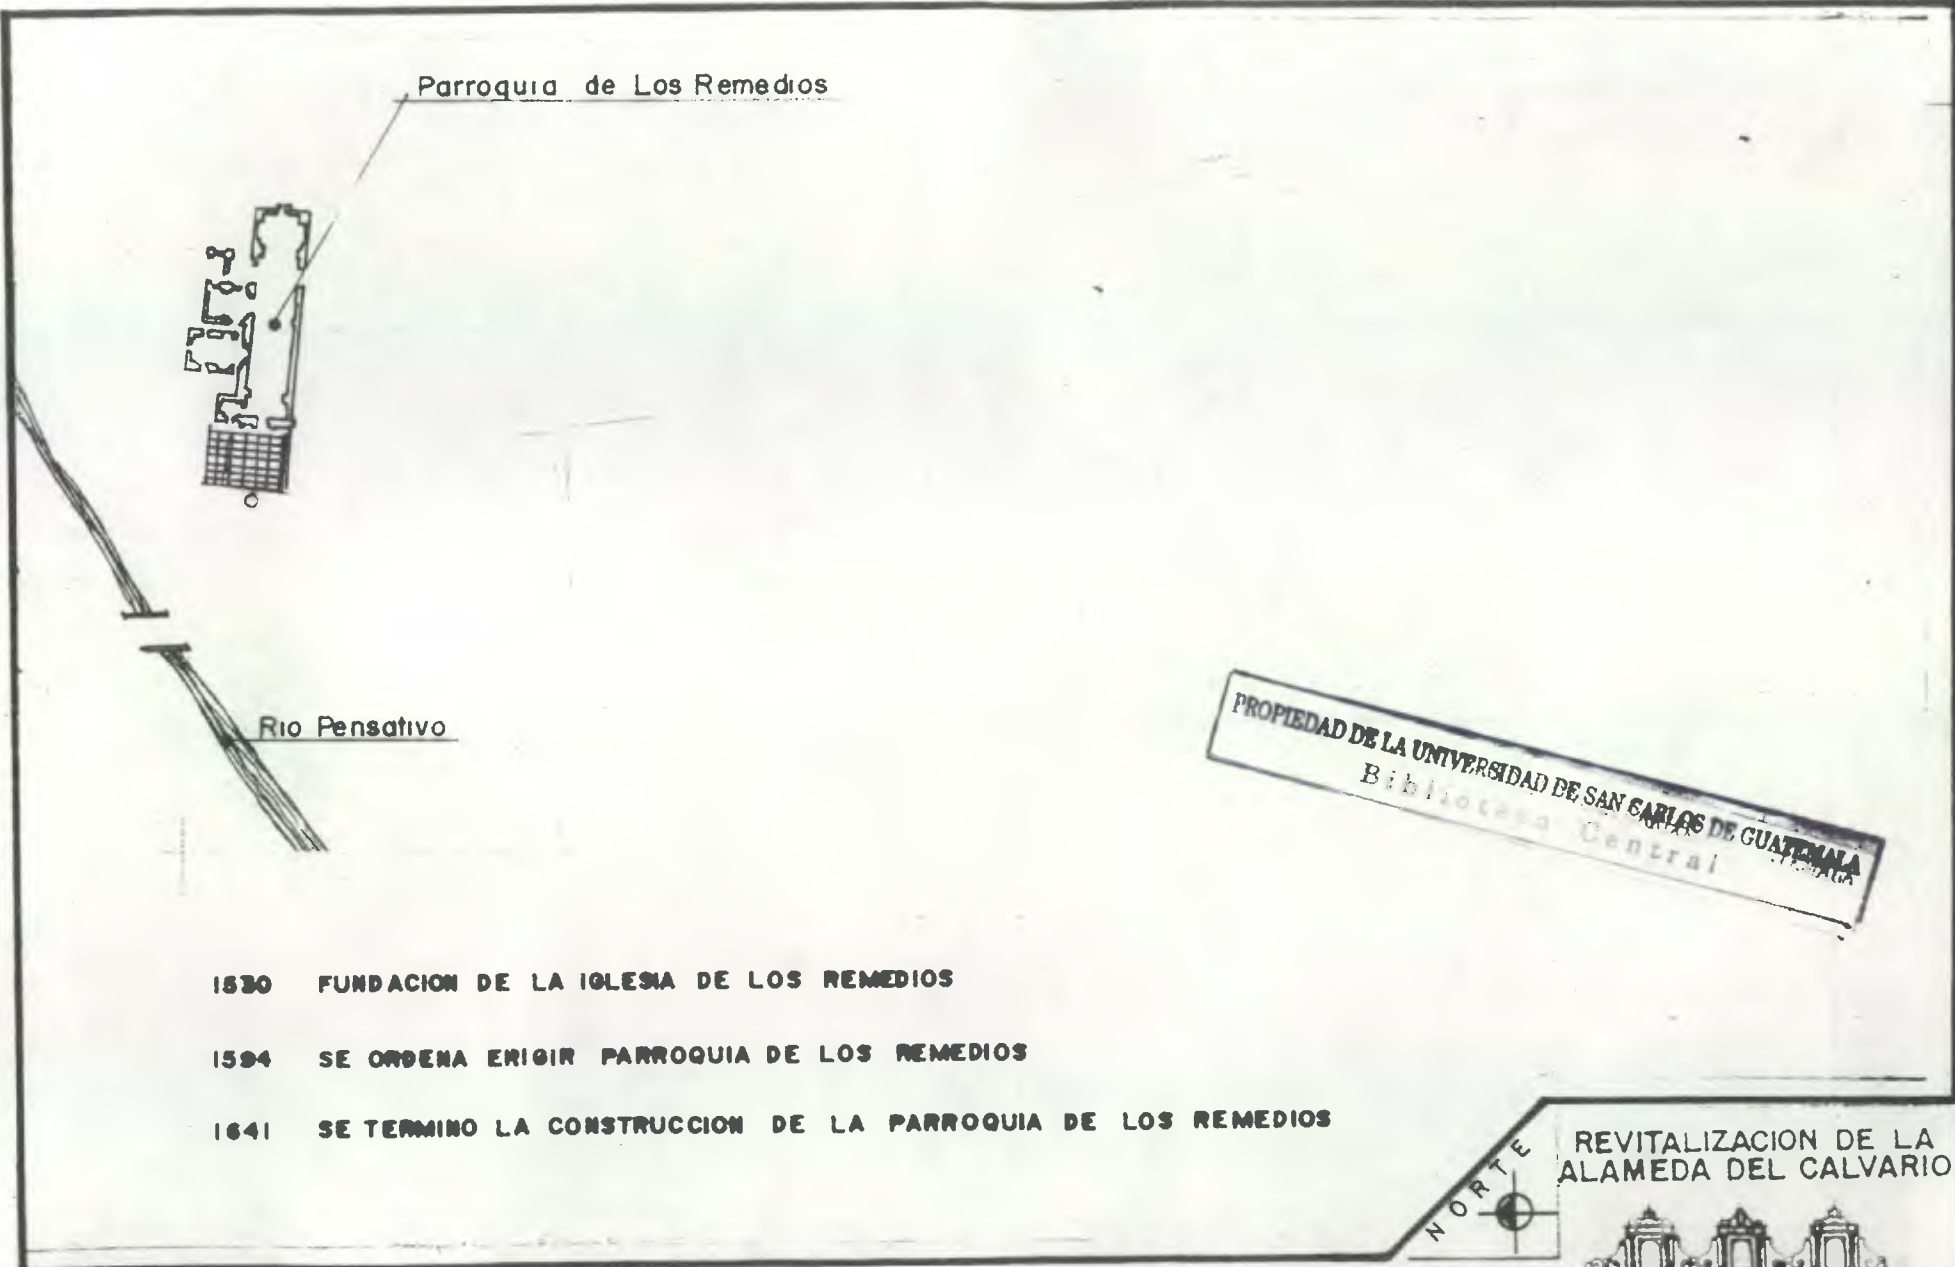 Parroquia de Los Remedios
Rio Pensativo
PROPIEDAD DE LA UNIVERSIDAD DE SAN CARLOS DE GUATEMALA
Biblioteca Central
1530 FUNDACION DE LA IGLESIA DE LOS REMEDIOS
1594 SE ORDENA ERIGIR PARROQUIA DE LOS REMEDIOS
1641 SE TERMINO LA CONSTRUCCION DE LA PARROQUIA DE LOS REMEDIOS
NORTE
REVITALIZACION DE LA
ALAMEDA DEL CALVARIO